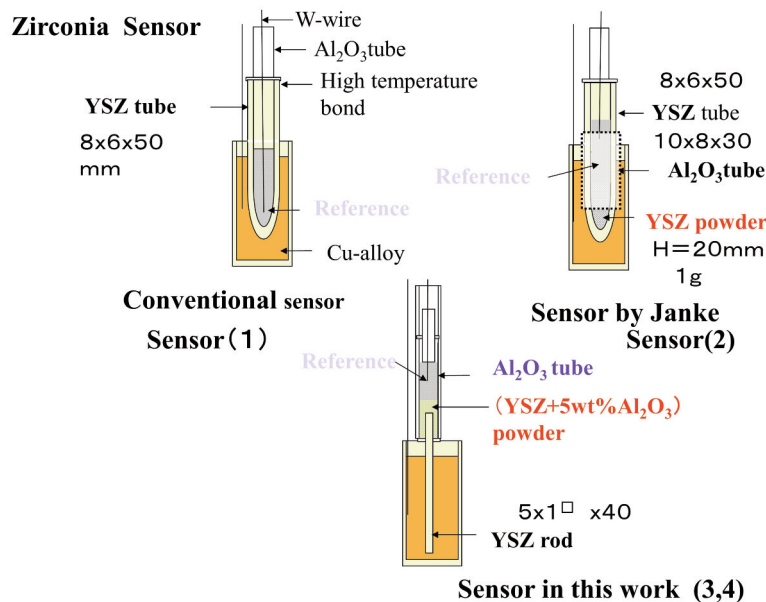 Zirconia Sensor
W-wire
Al₂O₃tube
High temperature
bond
YSZ tube
8x6x50
mm
Reference
Cu-alloy
Conventional sensor
Sensor(1)
8x6x50
YSZ tube
10x8x30
Al₂O₃tube
Reference
YSZ powder
H=20mm
1g
Sensor by Janke
Sensor(2)
Reference
Al₂O₃ tube
(YSZ+5wt%Al₂O₃)
powder
5x1□ x40
YSZ rod
Sensor in this work (3,4)